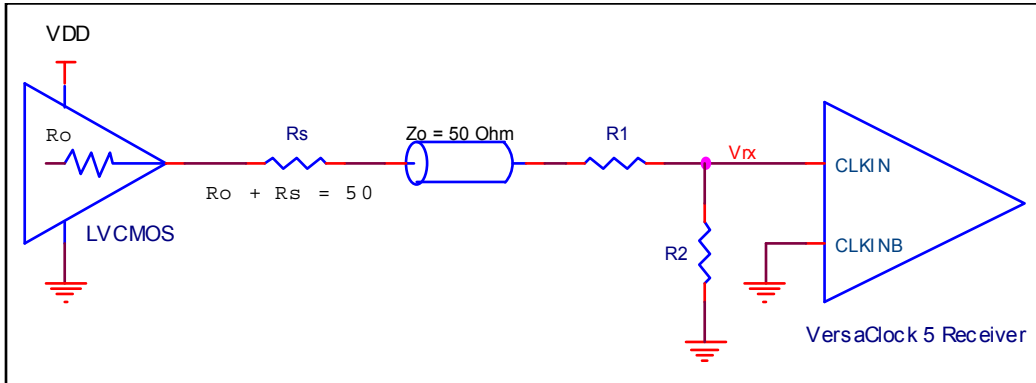 VDD
Ro
Rs
Zo = 50 Ohm
R1
Vrx
CLKIN
Ro + Rs = 50
LVCMOS
R2
CLKINB
VersaClock 5 Receiver